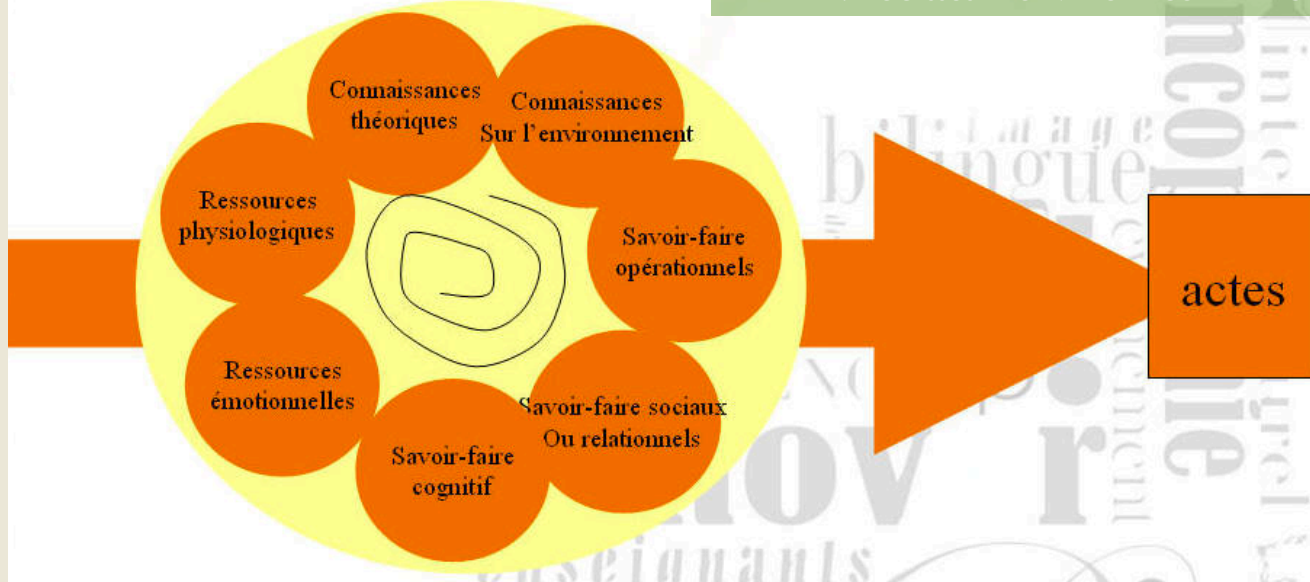 Connaissances
théoriques
Connaissances
Sur l'environnement
Ressources
physiologiques
Savoir-faire
opérationnels
actes
Ressources
émotionnelles
Savoir-faire sociaux
Ou relationnels
Savoir-faire
cognitif
bilingue
image
enseignants